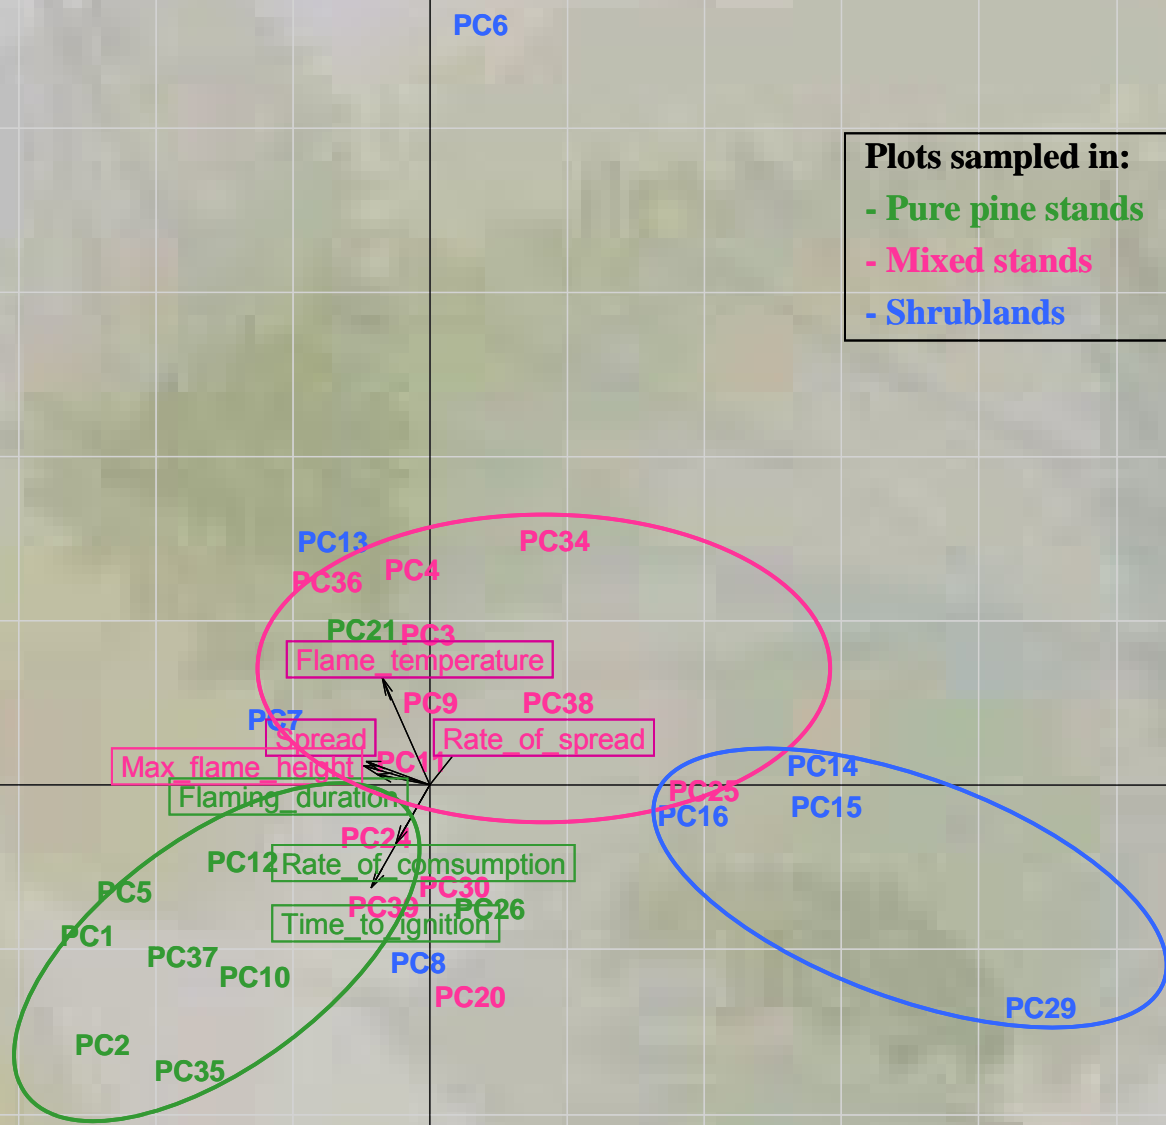 PC6
Plots sampled in:
- Pure pine stands
- Mixed stands
- Shrublands
PC13
PC34
PC4
PC36
PC21
PC3
Flame_temperature
PC9
PC38
PC7
Spread
Rate_of_spread
PC11
Max_flame_height
PC14
Flaming_duration
PC25
PC15
PC16
PC24
PC12
Rate_of_comsumption
PC5
PC30
PC39
PC26
Time_to_ignition
PC1
PC37
PC8
PC10
PC20
PC29
PC2
PC35